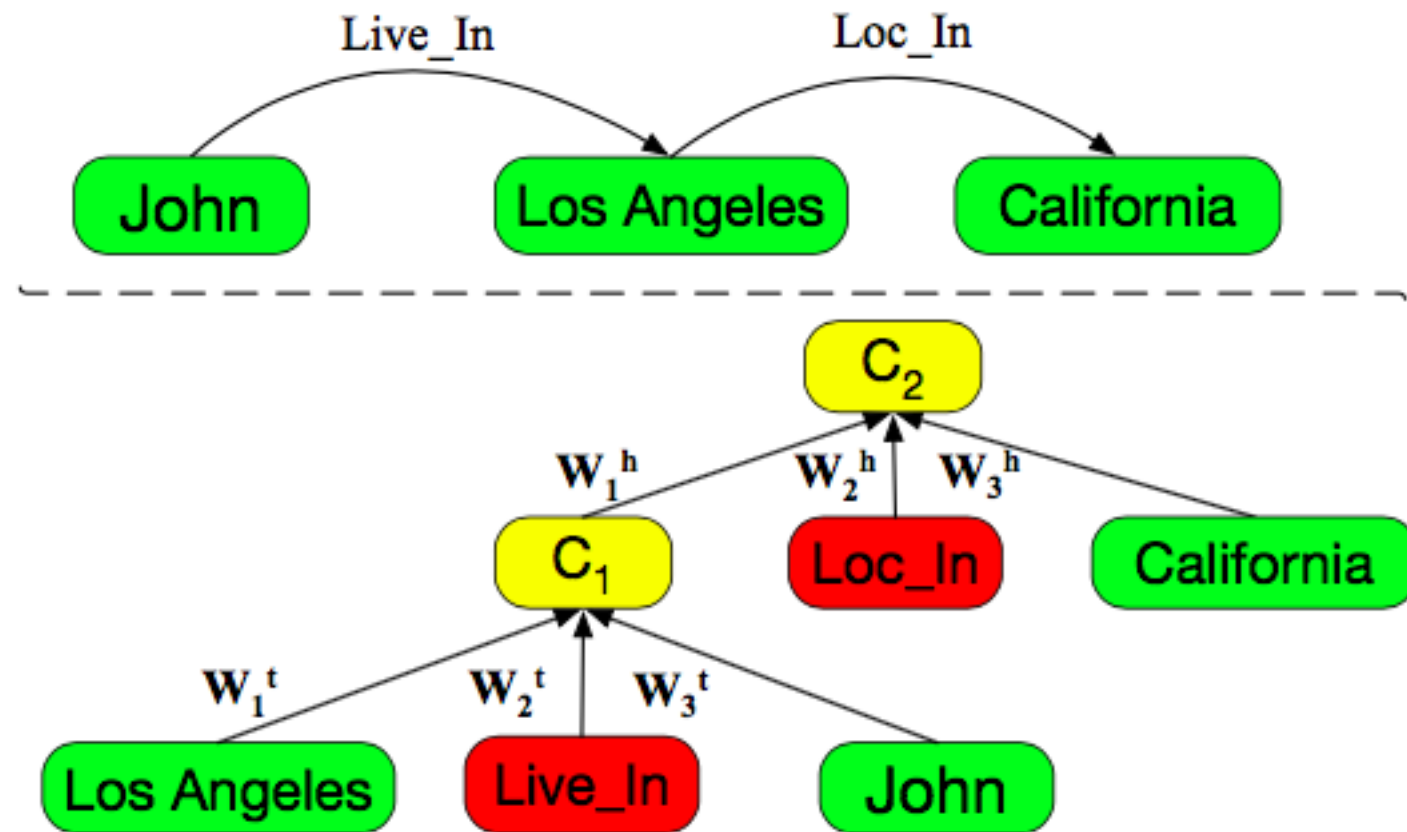 Live_In Loc_In
John Los Angeles California
C₂
W₁ʰ W₂ʰ W₃ʰ
C₁ Loc_In California
W₁ᵗ W₂ᵗ W₃ᵗ
Los Angeles Live_In John